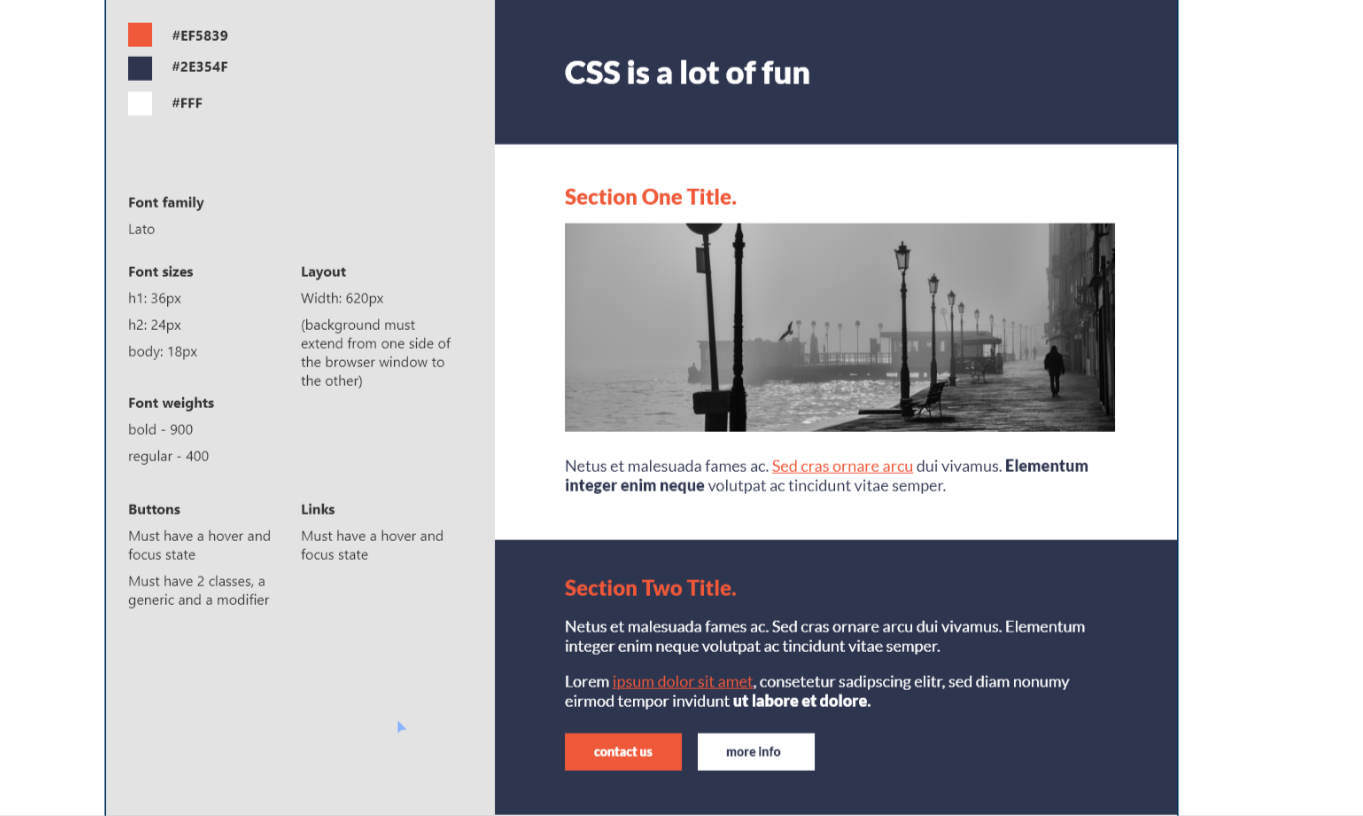 #EF5839
#2E354F
#FFF
Font family
Lato
Font sizes
h1: 36px
h2: 24px
body: 18px
Font weights
bold - 900
regular - 400
Layout
Width: 620px
(background must
extend from one side of
the browser window to
the other)
Buttons
Must have a hover and
focus state
Must have 2 classes, a
generic and a modifier
Links
Must have a hover and
focus state
CSS is a lot of fun
Section One Title.
Netus et malesuada fames ac. Sed cras ornare arcu dui vivamus. Elementum
integer enim neque volutpat ac tincidunt vitae semper.
Section Two Title.
Netus et malesuada fames ac. Sed cras ornare arcu dui vivamus. Elementum
integer enim neque volutpat ac tincidunt vitae semper.
Lorem ipsum dolor sit amet, consetetur sadipscing elitr, sed diam nonumy
eirmod tempor invidunt ut labore et dolore.
contact us
more info